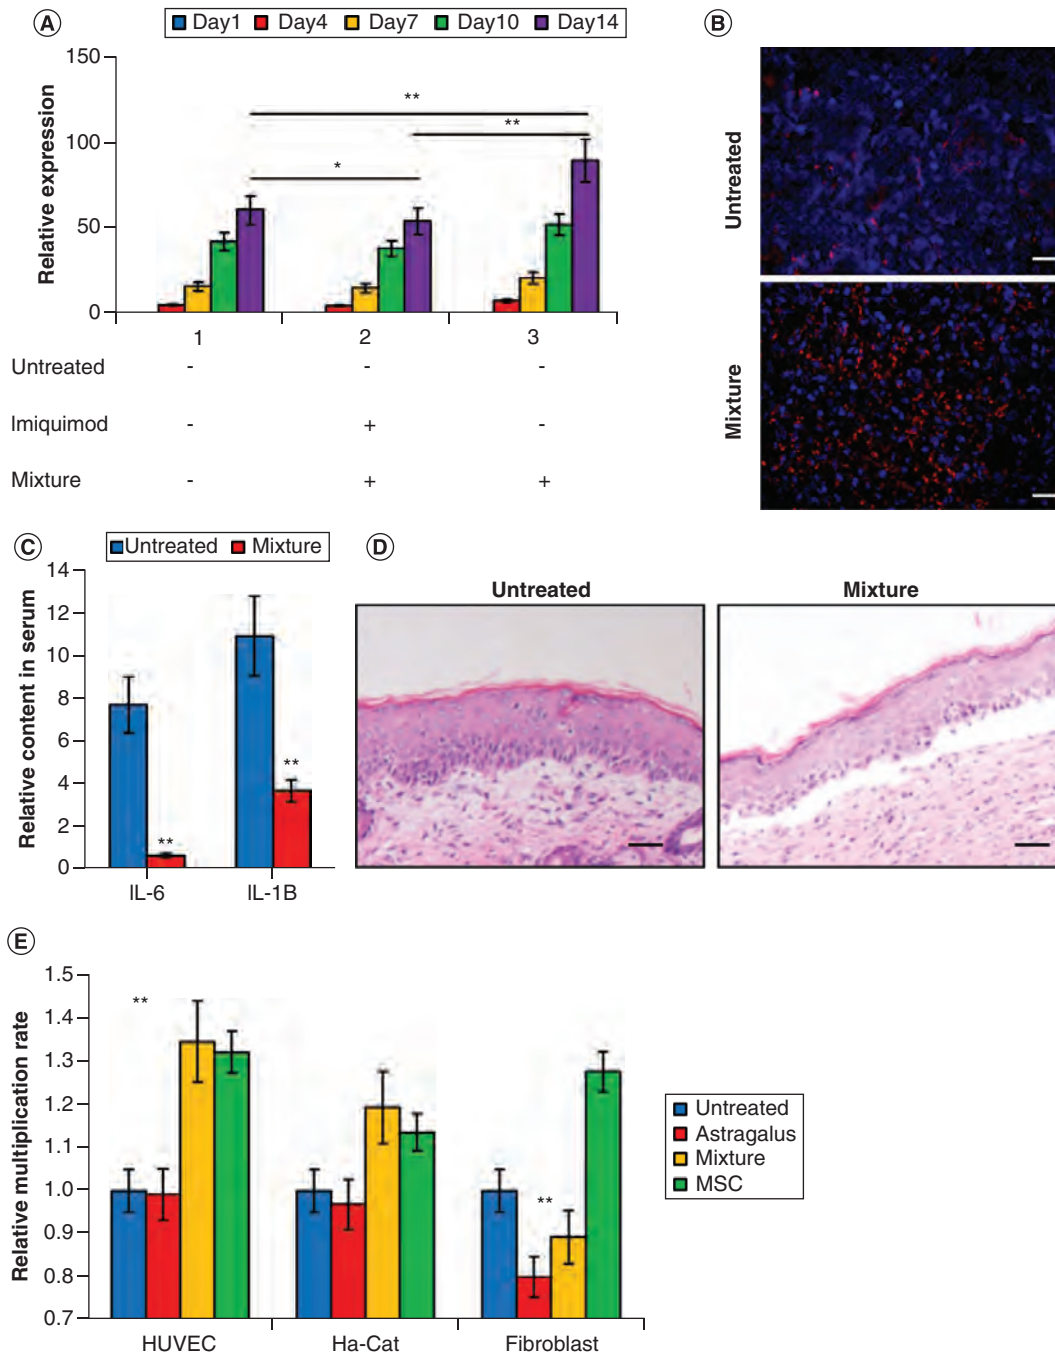 A
Day1 Day4 Day7 Day10 Day14
150
100
50
0
Relative expression
**
**
*
1 2 3
Untreated - - -
Imiquimod - + -
Mixture - + +
B
Untreated
Mixture
C
Untreated Mixture
14
12
10
8
6
4
2
0
Relative content in serum
**
**
IL-6 IL-1B
D
Untreated Mixture
E
1.5
1.4
1.3
1.2
1.1
1.0
0.9
0.8
0.7
Relative multiplication rate
**
**
HUVEC Ha-Cat Fibroblast
Untreated
Astragalus
Mixture
MSC